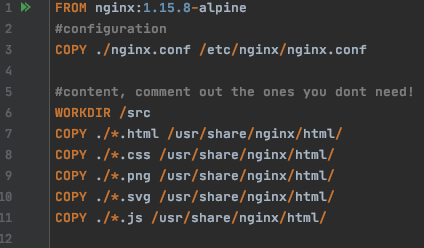 1 FROM nginx:1.15.8-alpine
2 #configuration
3 COPY ./nginx.conf /etc/nginx/nginx.conf
4
5 #content, comment out the ones you dont need!
6 WORKDIR /src
7 COPY ./*.html /usr/share/nginx/html/
8 COPY ./*.css /usr/share/nginx/html/
9 COPY ./*.png /usr/share/nginx/html/
10 COPY ./*.svg /usr/share/nginx/html/
11 COPY ./*.js /usr/share/nginx/html/
12